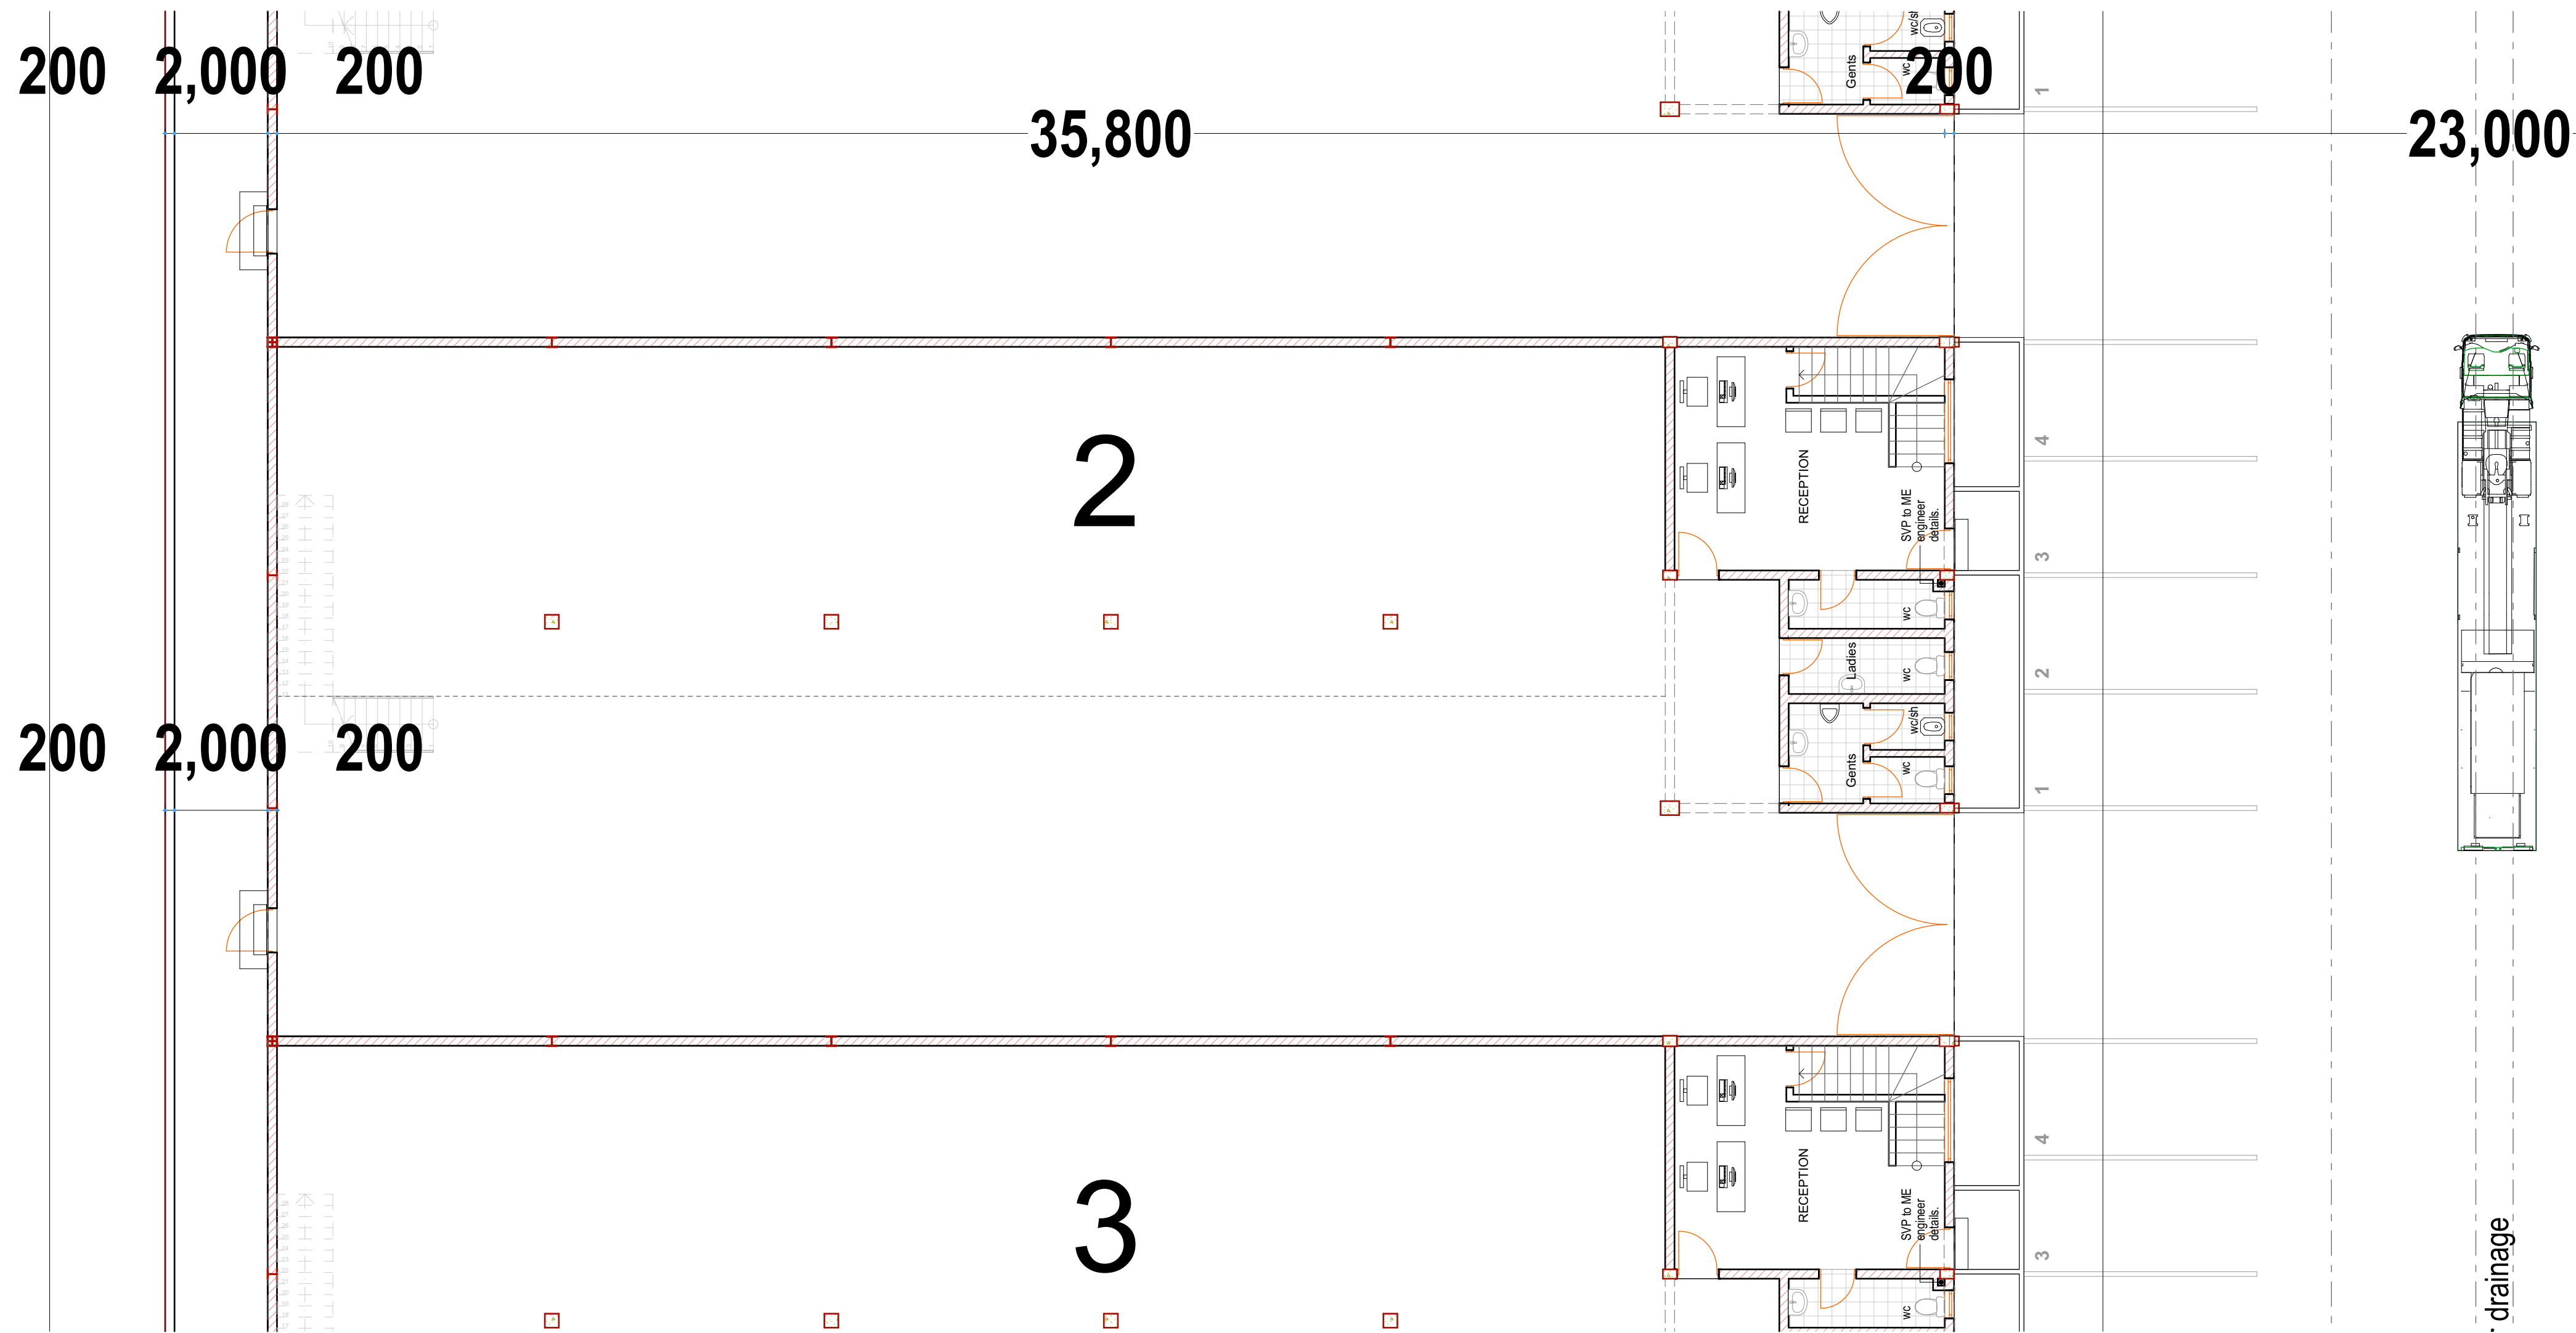 wc/sh
200
2,000
200
Gents
wc
200
1
35,800
23,000
2
RECEPTION
4
SVP to ME
engineer
details.
3
wc
Ladies
wc
2
200
2,000
200
wc/sh
Gents
wc
1
3
RECEPTION
4
SVP to ME
engineer
details.
3
wc
drainage